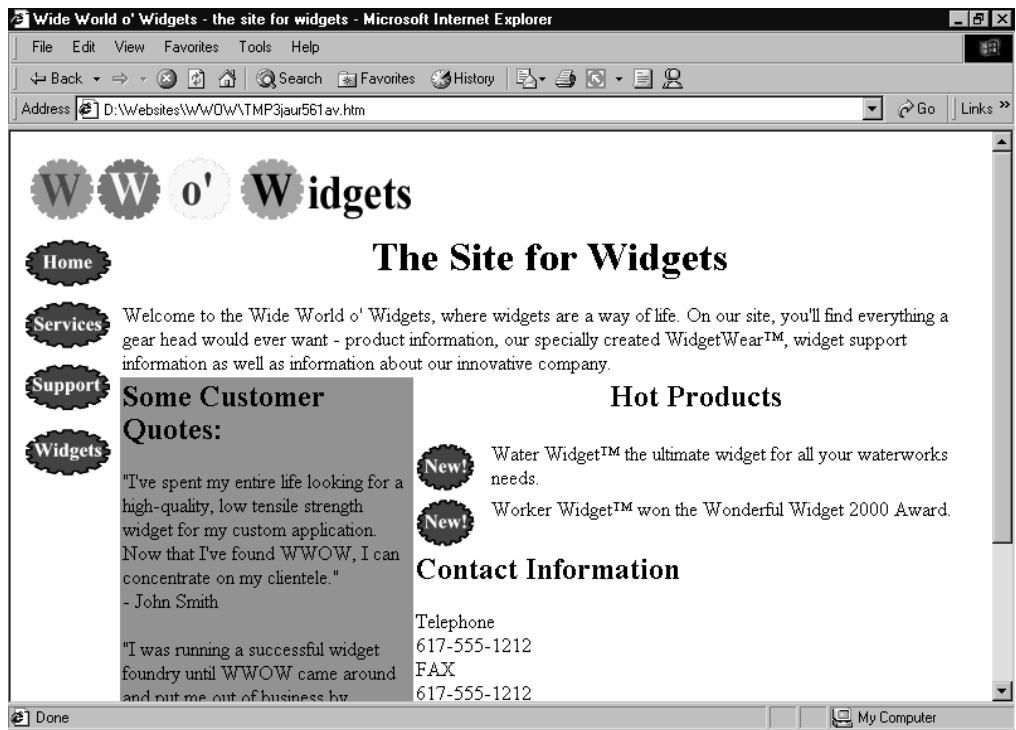 Wide World o' Widgets - the site for widgets - Microsoft Internet Explorer
File Edit View Favorites Tools Help
Back Search Favorites History
Address D:\Websites\WWOW\TMP3jaur561av.htm Go Links »
W W o' Widgets
The Site for Widgets
Home
Services
Support
Widgets
Welcome to the Wide World o' Widgets, where widgets are a way of life. On our site, you'll find everything a
gear head would ever want - product information, our specially created WidgetWear™, widget support
information as well as information about our innovative company.
Some Customer
Quotes:
"I've spent my entire life looking for a
high-quality, low tensile strength
widget for my custom application.
Now that I've found WWOW, I can
concentrate on my clientele."
- John Smith
"I was running a successful widget
foundry until WWOW came around
and put me out of business by
Hot Products
New! Water Widget™ the ultimate widget for all your waterworks
needs.
New! Worker Widget™ won the Wonderful Widget 2000 Award.
Contact Information
Telephone
617-555-1212
FAX
617-555-1212
Done My Computer